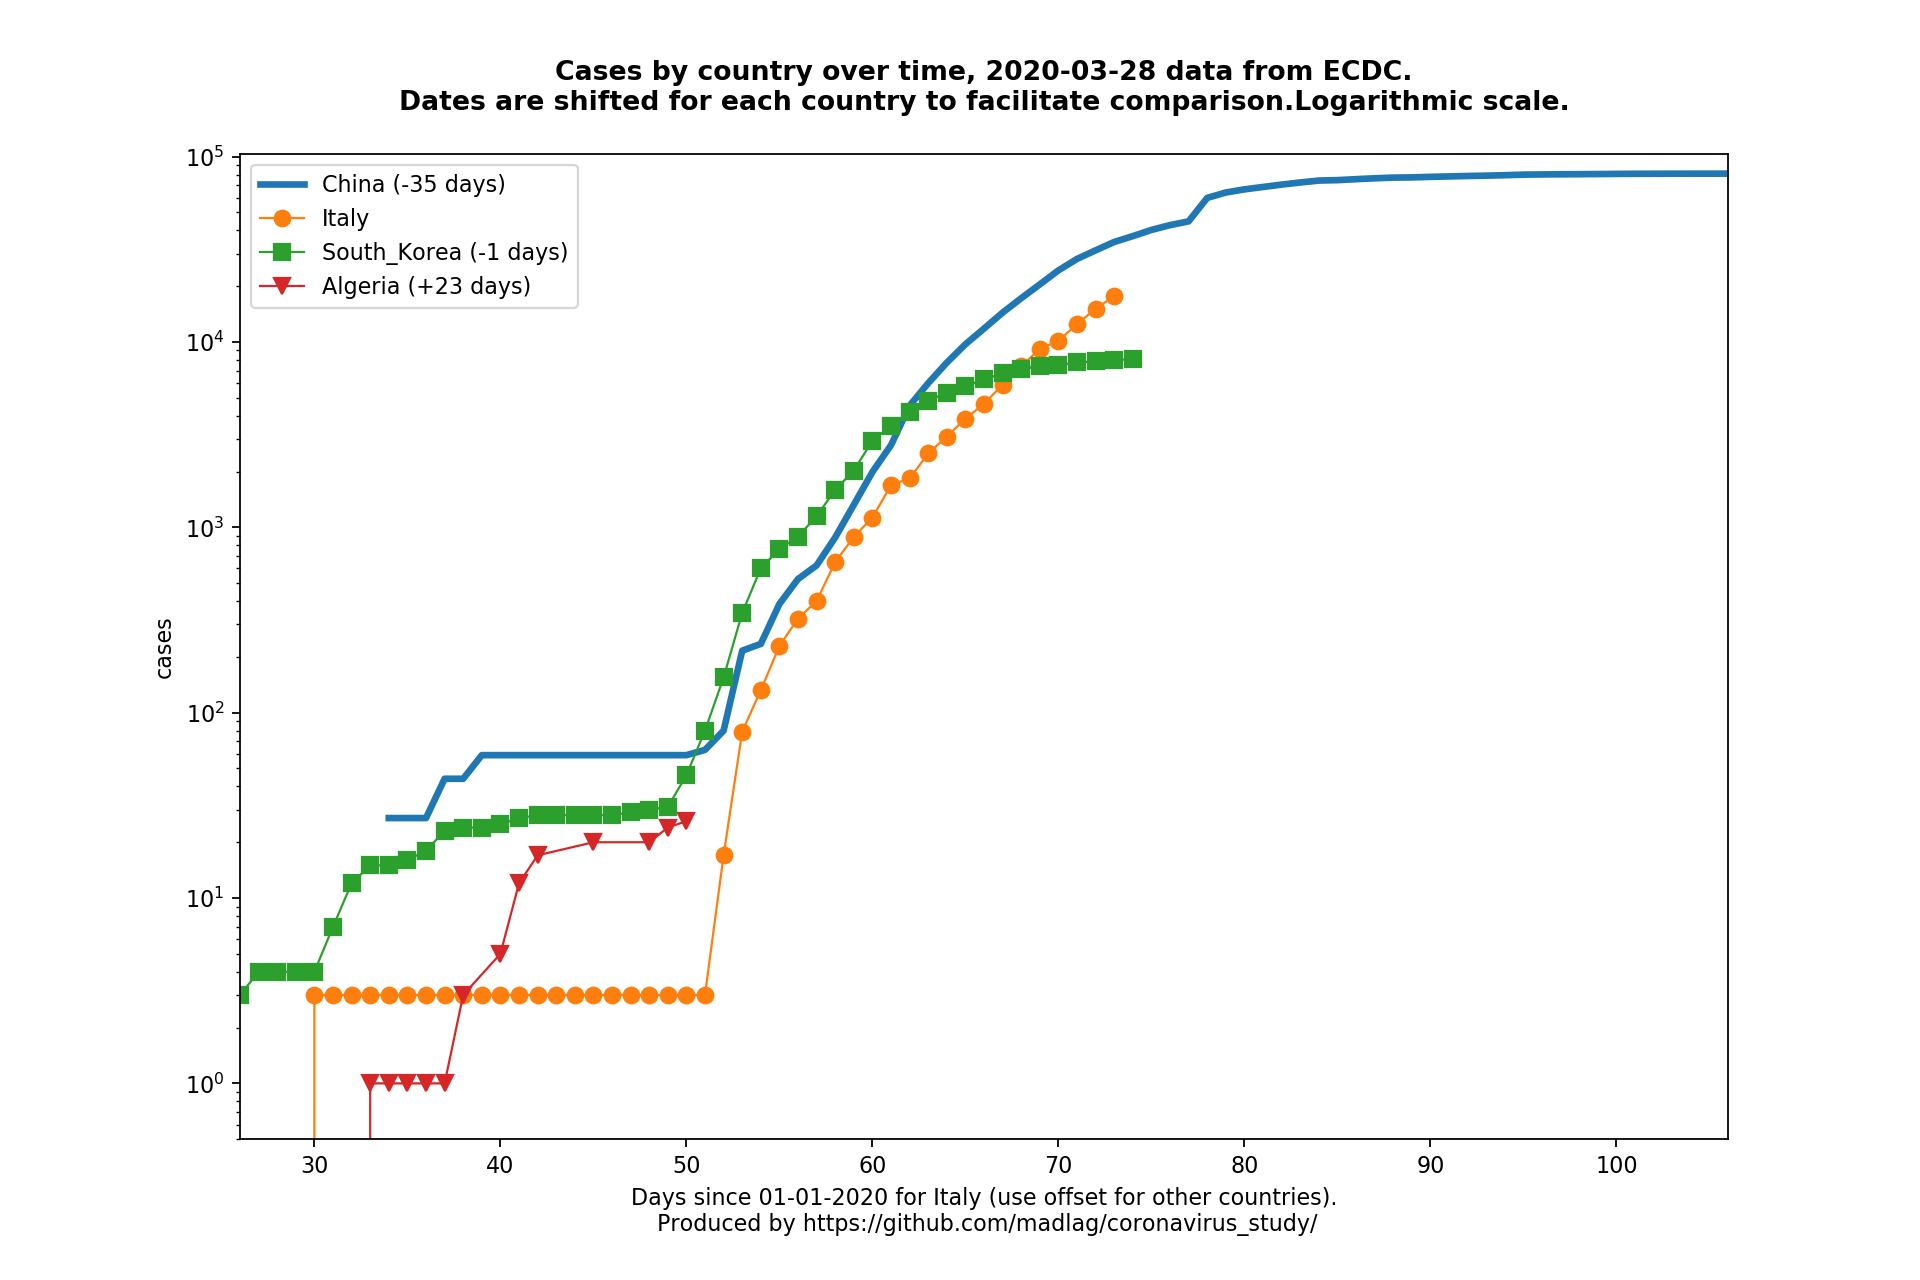 Cases by country over time, 2020-03-28 data from ECDC.
Dates are shifted for each country to facilitate comparison.Logarithmic scale.
10⁵
10⁴
10³
10²
10¹
10⁰
cases
China (-35 days)
Italy
South_Korea (-1 days)
Algeria (+23 days)
30 40 50 60 70 80 90 100
Days since 01-01-2020 for Italy (use offset for other countries).
Produced by https://github.com/madlag/coronavirus_study/